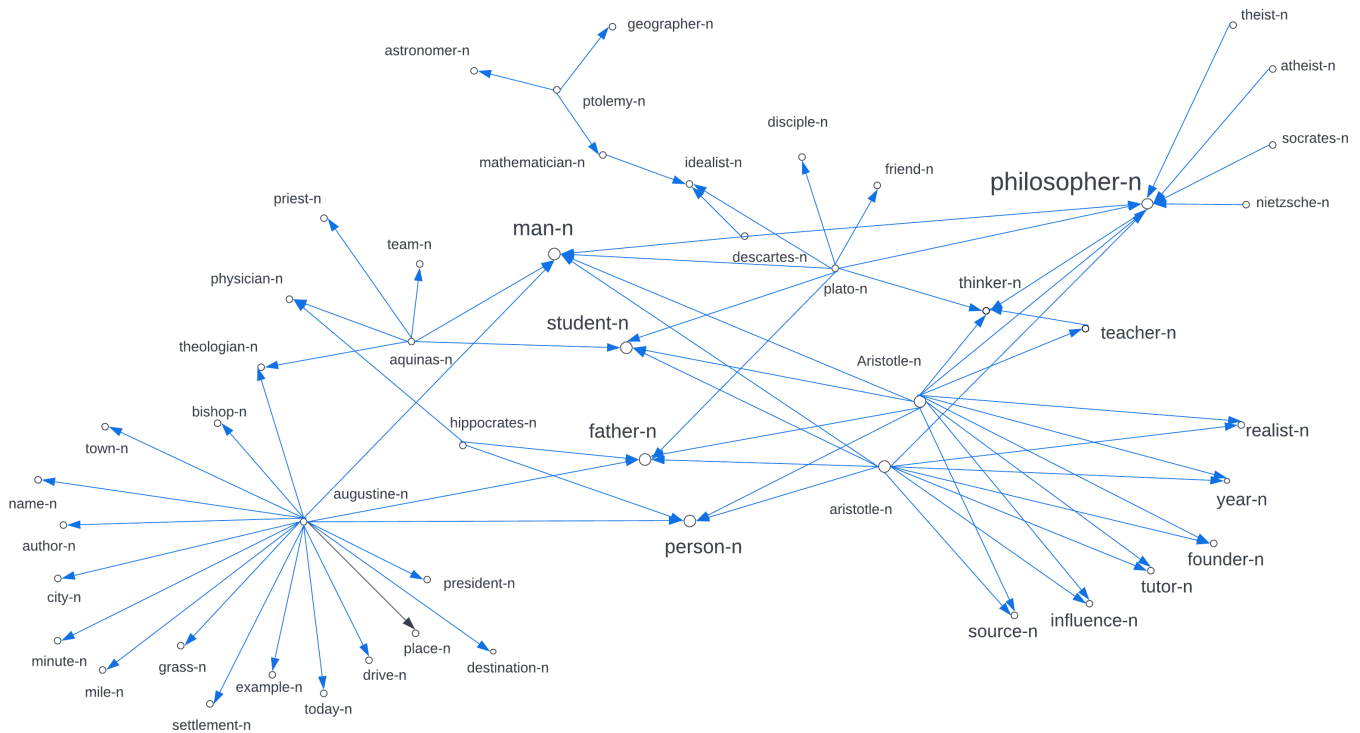 theist-n
geographer-n
astronomer-n
atheist-n
ptolemy-n
disciple-n
socrates-n
mathematician-n
idealist-n
friend-n
philosopher-n
priest-n
nietzsche-n
man-n
team-n
descartes-n
physician-n
thinker-n
plato-n
student-n
teacher-n
theologian-n
aquinas-n
Aristotle-n
bishop-n
hippocrates-n
father-n
realist-n
town-n
augustine-n
year-n
name-n
aristotle-n
author-n
person-n
founder-n
president-n
tutor-n
city-n
influence-n
source-n
place-n
minute-n
grass-n
destination-n
drive-n
example-n
mile-n
today-n
settlement-n